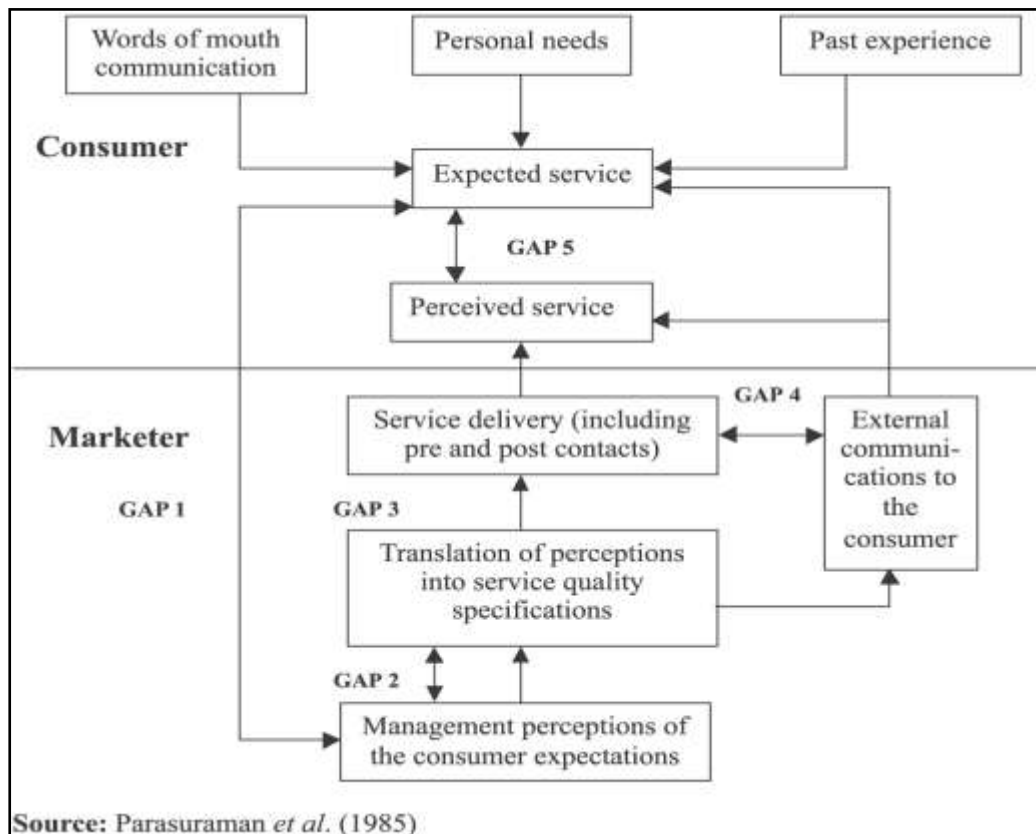 Words of mouth
communication
Personal needs
Past experience
Consumer
Expected service
GAP 5
Perceived service
GAP 4
Marketer
Service delivery (including
pre and post contacts)
External
communi-
cations to
the
consumer
GAP 1
GAP 3
Translation of perceptions
into service quality
specifications
GAP 2
Management perceptions of
the consumer expectations
Source: Parasuraman et al. (1985)